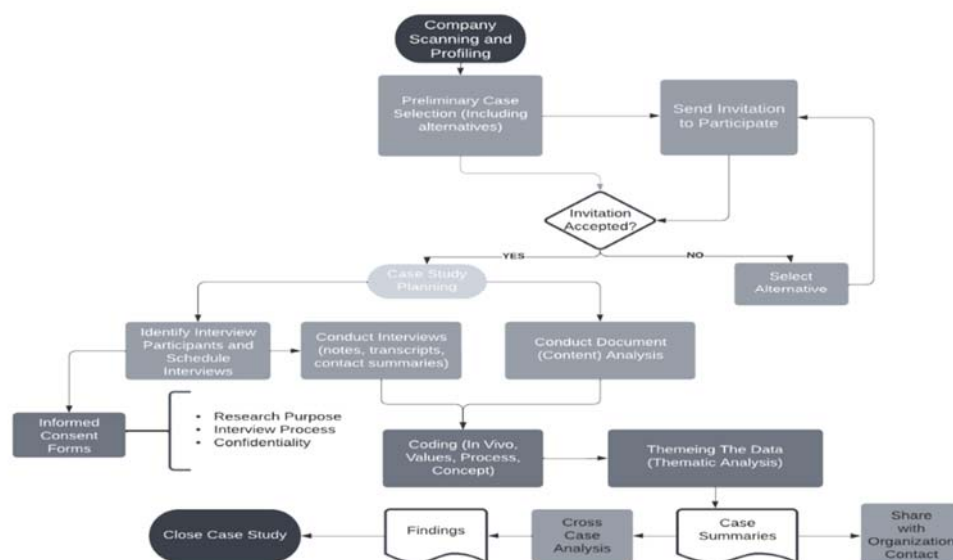 Company
Scanning and
Profiling
Preliminary Case
Selection (Including
alternatives)
Send Invitation
to Participate
Invitation
Accepted?
YES
NO
Case Study
Planning
Select
Alternative
Identify Interview
Participants and
Schedule
Interviews
Conduct Interviews
(notes, transcripts,
contact summaries)
Conduct Document
(Content) Analysis
Informed
Consent
Forms
• Research Purpose
• Interview Process
• Confidentiality
Coding (In Vivo,
Values, Process,
Concept)
Themeing The Data
(Thematic Analysis)
Close Case Study
Findings
Cross
Case
Analysis
Case
Summaries
Share
with
Organization
Contact